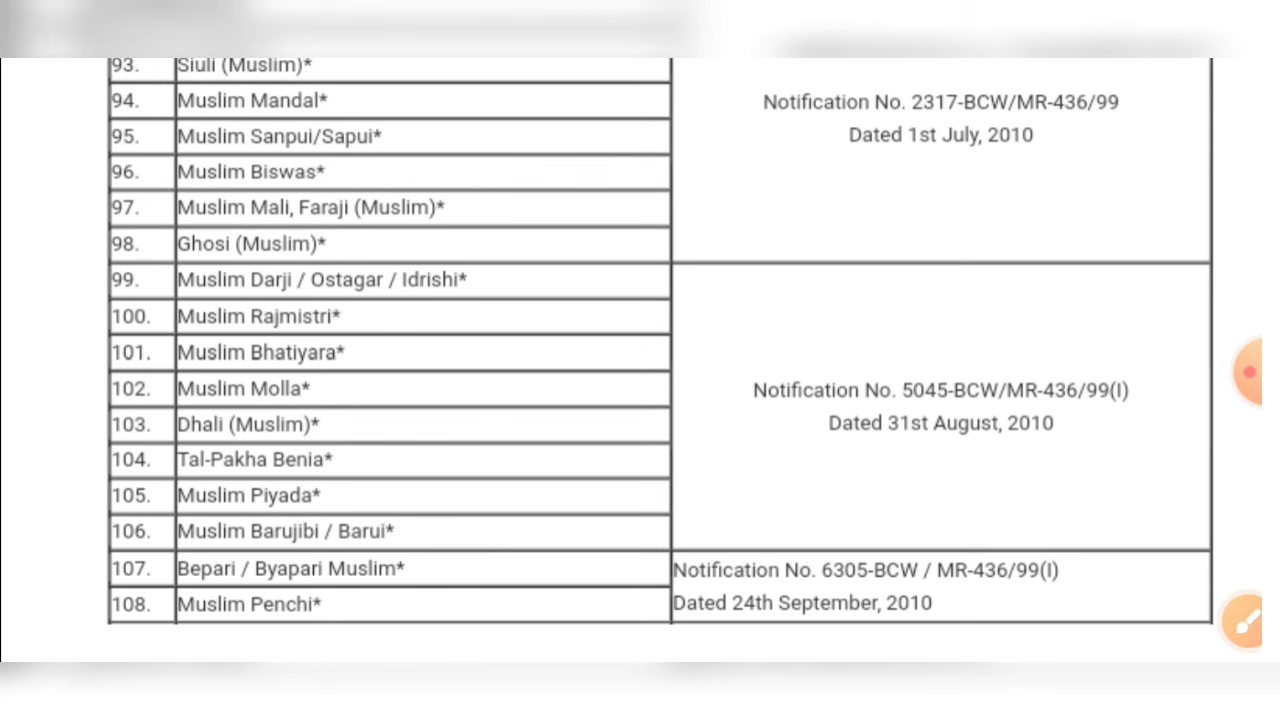 93. Siuli (Muslim)*
94. Muslim Mandal*
95. Muslim Sanpui/Sapui*
96. Muslim Biswas*
97. Muslim Mali, Faraji (Muslim)*
98. Ghosi (Muslim)*
Notification No. 2317-BCW/MR-436/99
Dated 1st July, 2010
99. Muslim Darji / Ostagar / Idrishi*
100. Muslim Rajmistri*
101. Muslim Bhatiyara*
102. Muslim Molla*
103. Dhali (Muslim)*
104. Tal-Pakha Benia*
105. Muslim Piyada*
106. Muslim Barujibi / Barui*
Notification No. 5045-BCW/MR-436/99(I)
Dated 31st August, 2010
107. Bepari / Byapari Muslim*
108. Muslim Penchi*
Notification No. 6305-BCW / MR-436/99(I)
Dated 24th September, 2010